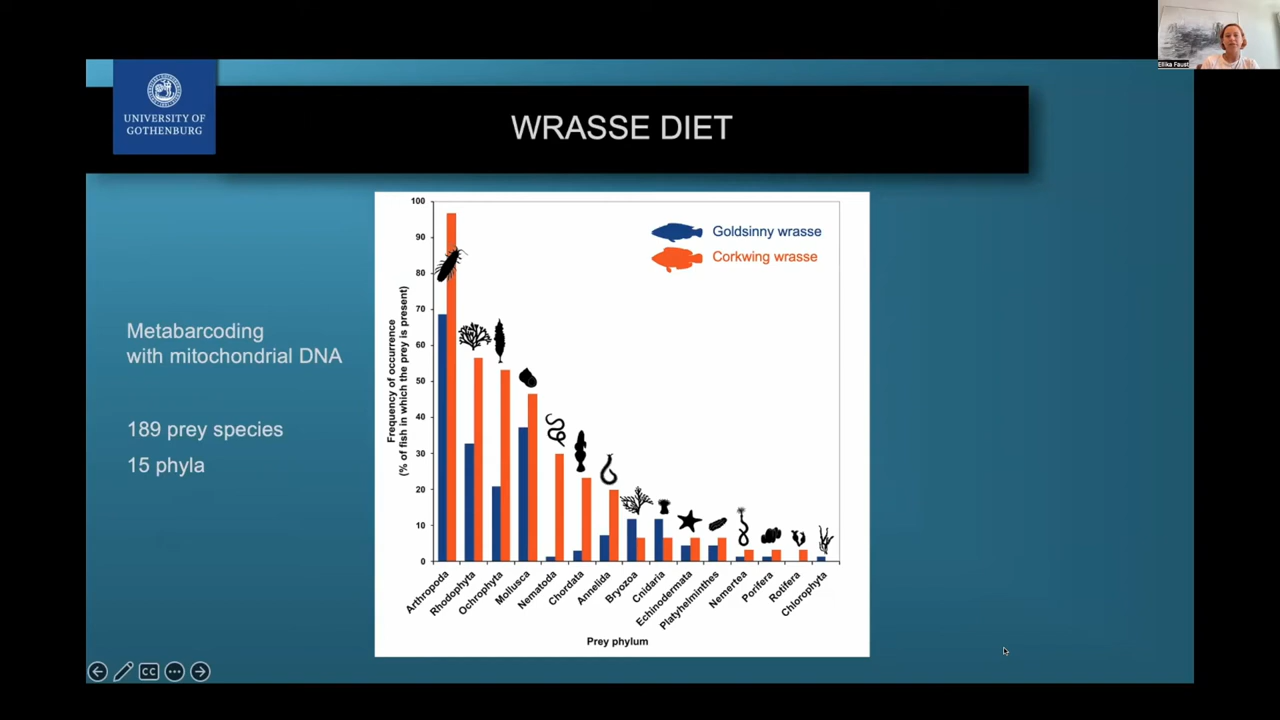 Ellika Faust
UNIVERSITY OF
GOTHENBURG
WRASSE DIET
Metabarcoding
with mitochondrial DNA
189 prey species
15 phyla
Frequency of occurrence
(% of fish in which the prey is present)
100
90
80
70
60
50
40
30
20
10
0
Goldsinny wrasse
Corkwing wrasse
Arthropoda
Rhodophyta
Ochrophyta
Mollusca
Nematoda
Chordata
Annelida
Bryozoa
Cnidaria
Echinodermata
Platyhelminthes
Nemertea
Porifera
Rotifera
Chlorophyta
Prey phylum
CC